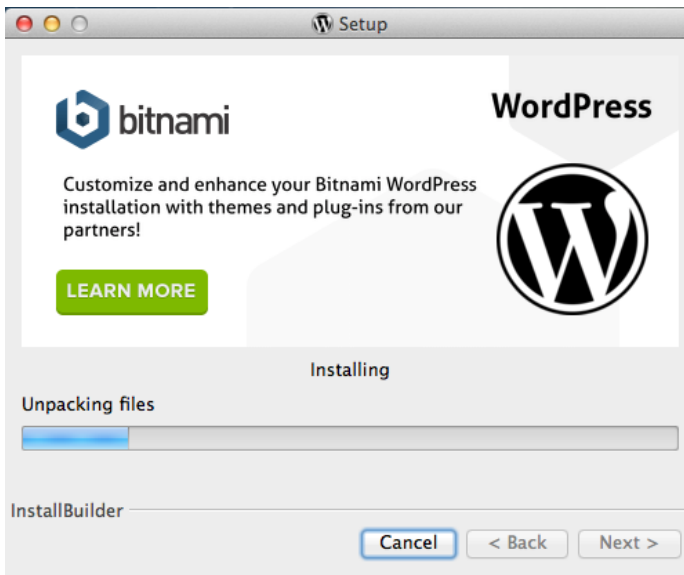 Setup
bitnami
WordPress
Customize and enhance your Bitnami WordPress
installation with themes and plug-ins from our
partners!
LEARN MORE
Installing
Unpacking files
InstallBuilder
Cancel
< Back
Next >